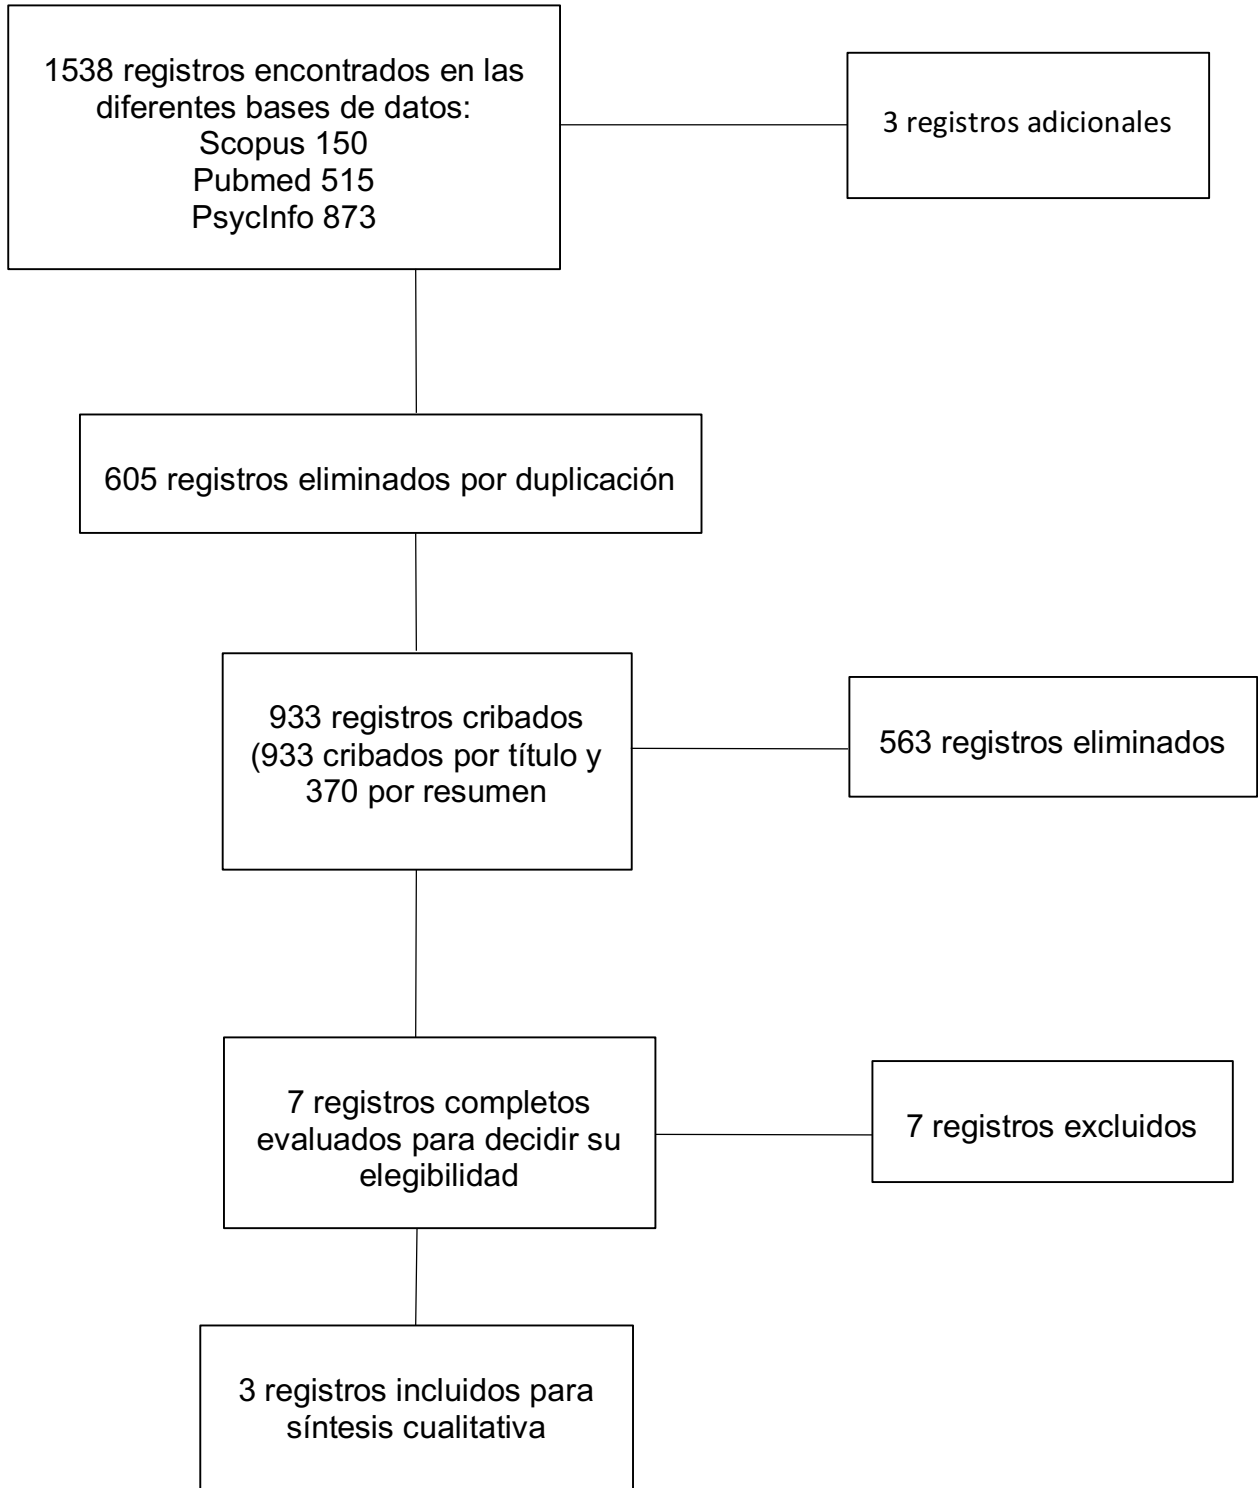 1538 registros encontrados en las
diferentes bases de datos:
Scopus 150
Pubmed 515
PsycInfo 873
3 registros adicionales
605 registros eliminados por duplicación
933 registros cribados
(933 cribados por título y
370 por resumen
563 registros eliminados
7 registros completos
evaluados para decidir su
elegibilidad
7 registros excluidos
3 registros incluidos para
síntesis cualitativa